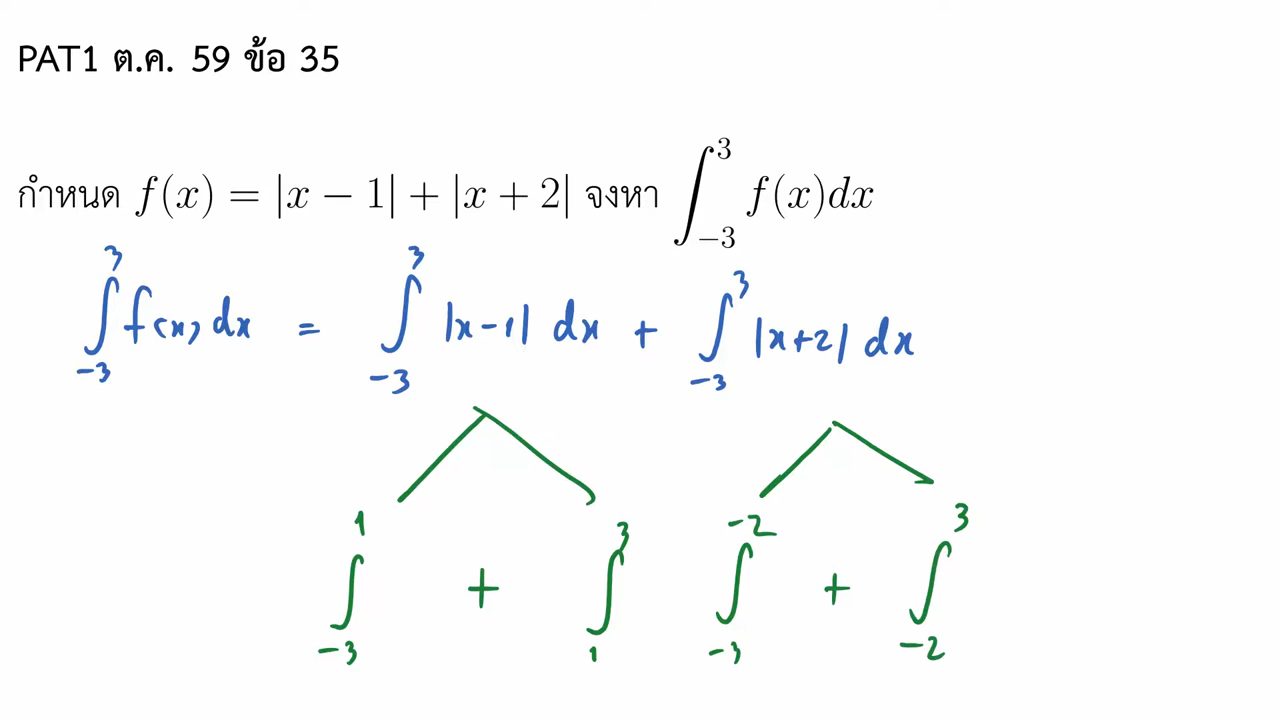 PAT1 ต.ค. 59 ข้อ 35
กำหนด f(x) = |x − 1| + |x + 2| จงหา ∫_{−3}^{3} f(x)dx
∫_{−3}^{3} f(x) dx = ∫_{−3}^{3} |x−1| dx + ∫_{−3}^{3} |x+2| dx
∫_{−3}^{1} + ∫_{1}^{3} ∫_{−3}^{−2} + ∫_{−2}^{3}